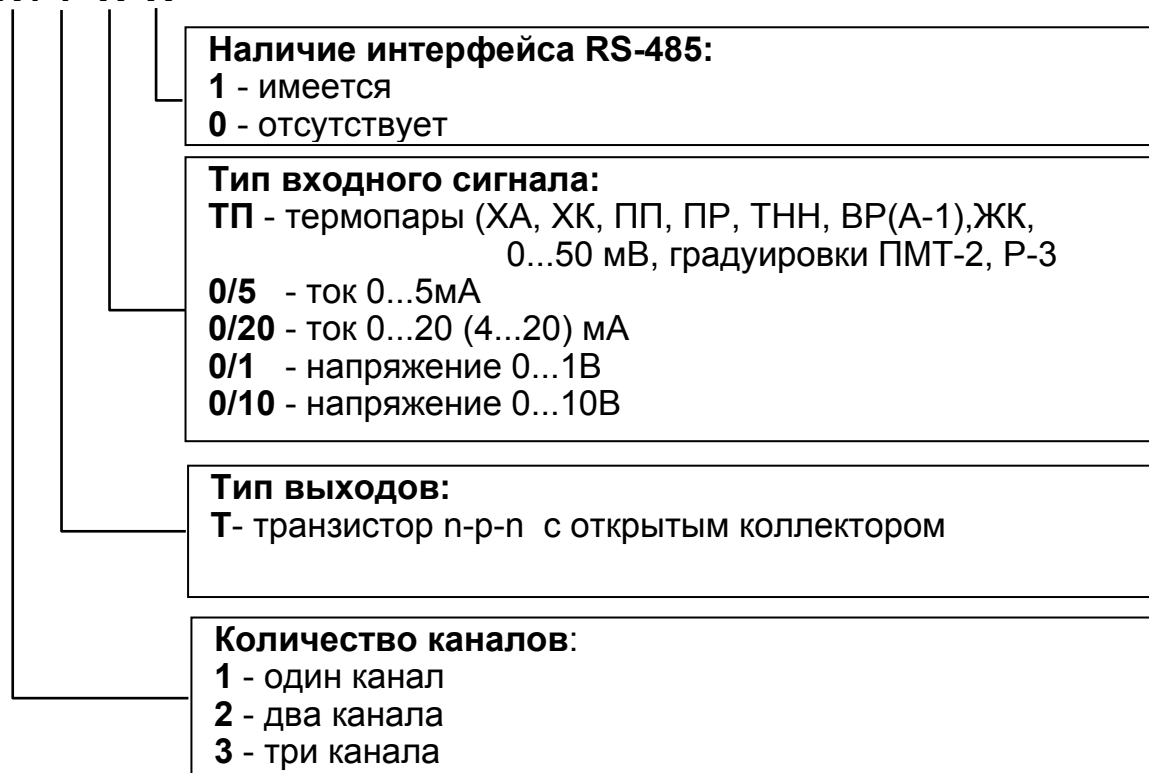 Наличие интерфейса RS-485:
1 - имеется
0 - отсутствует
Тип входного сигнала:
ТП - термопары (ХА, ХК, ПП, ПР, ТНН, ВР(А-1),ЖК,
0...50 мВ, градуировки ПМТ-2, Р-3
0/5 - ток 0...5мА
0/20 - ток 0...20 (4...20) мА
0/1 - напряжение 0...1В
0/10 - напряжение 0...10В
Тип выходов:
Т- транзистор n-p-n с открытым коллектором
Количество каналов:
1 - один канал
2 - два канала
3 - три канала